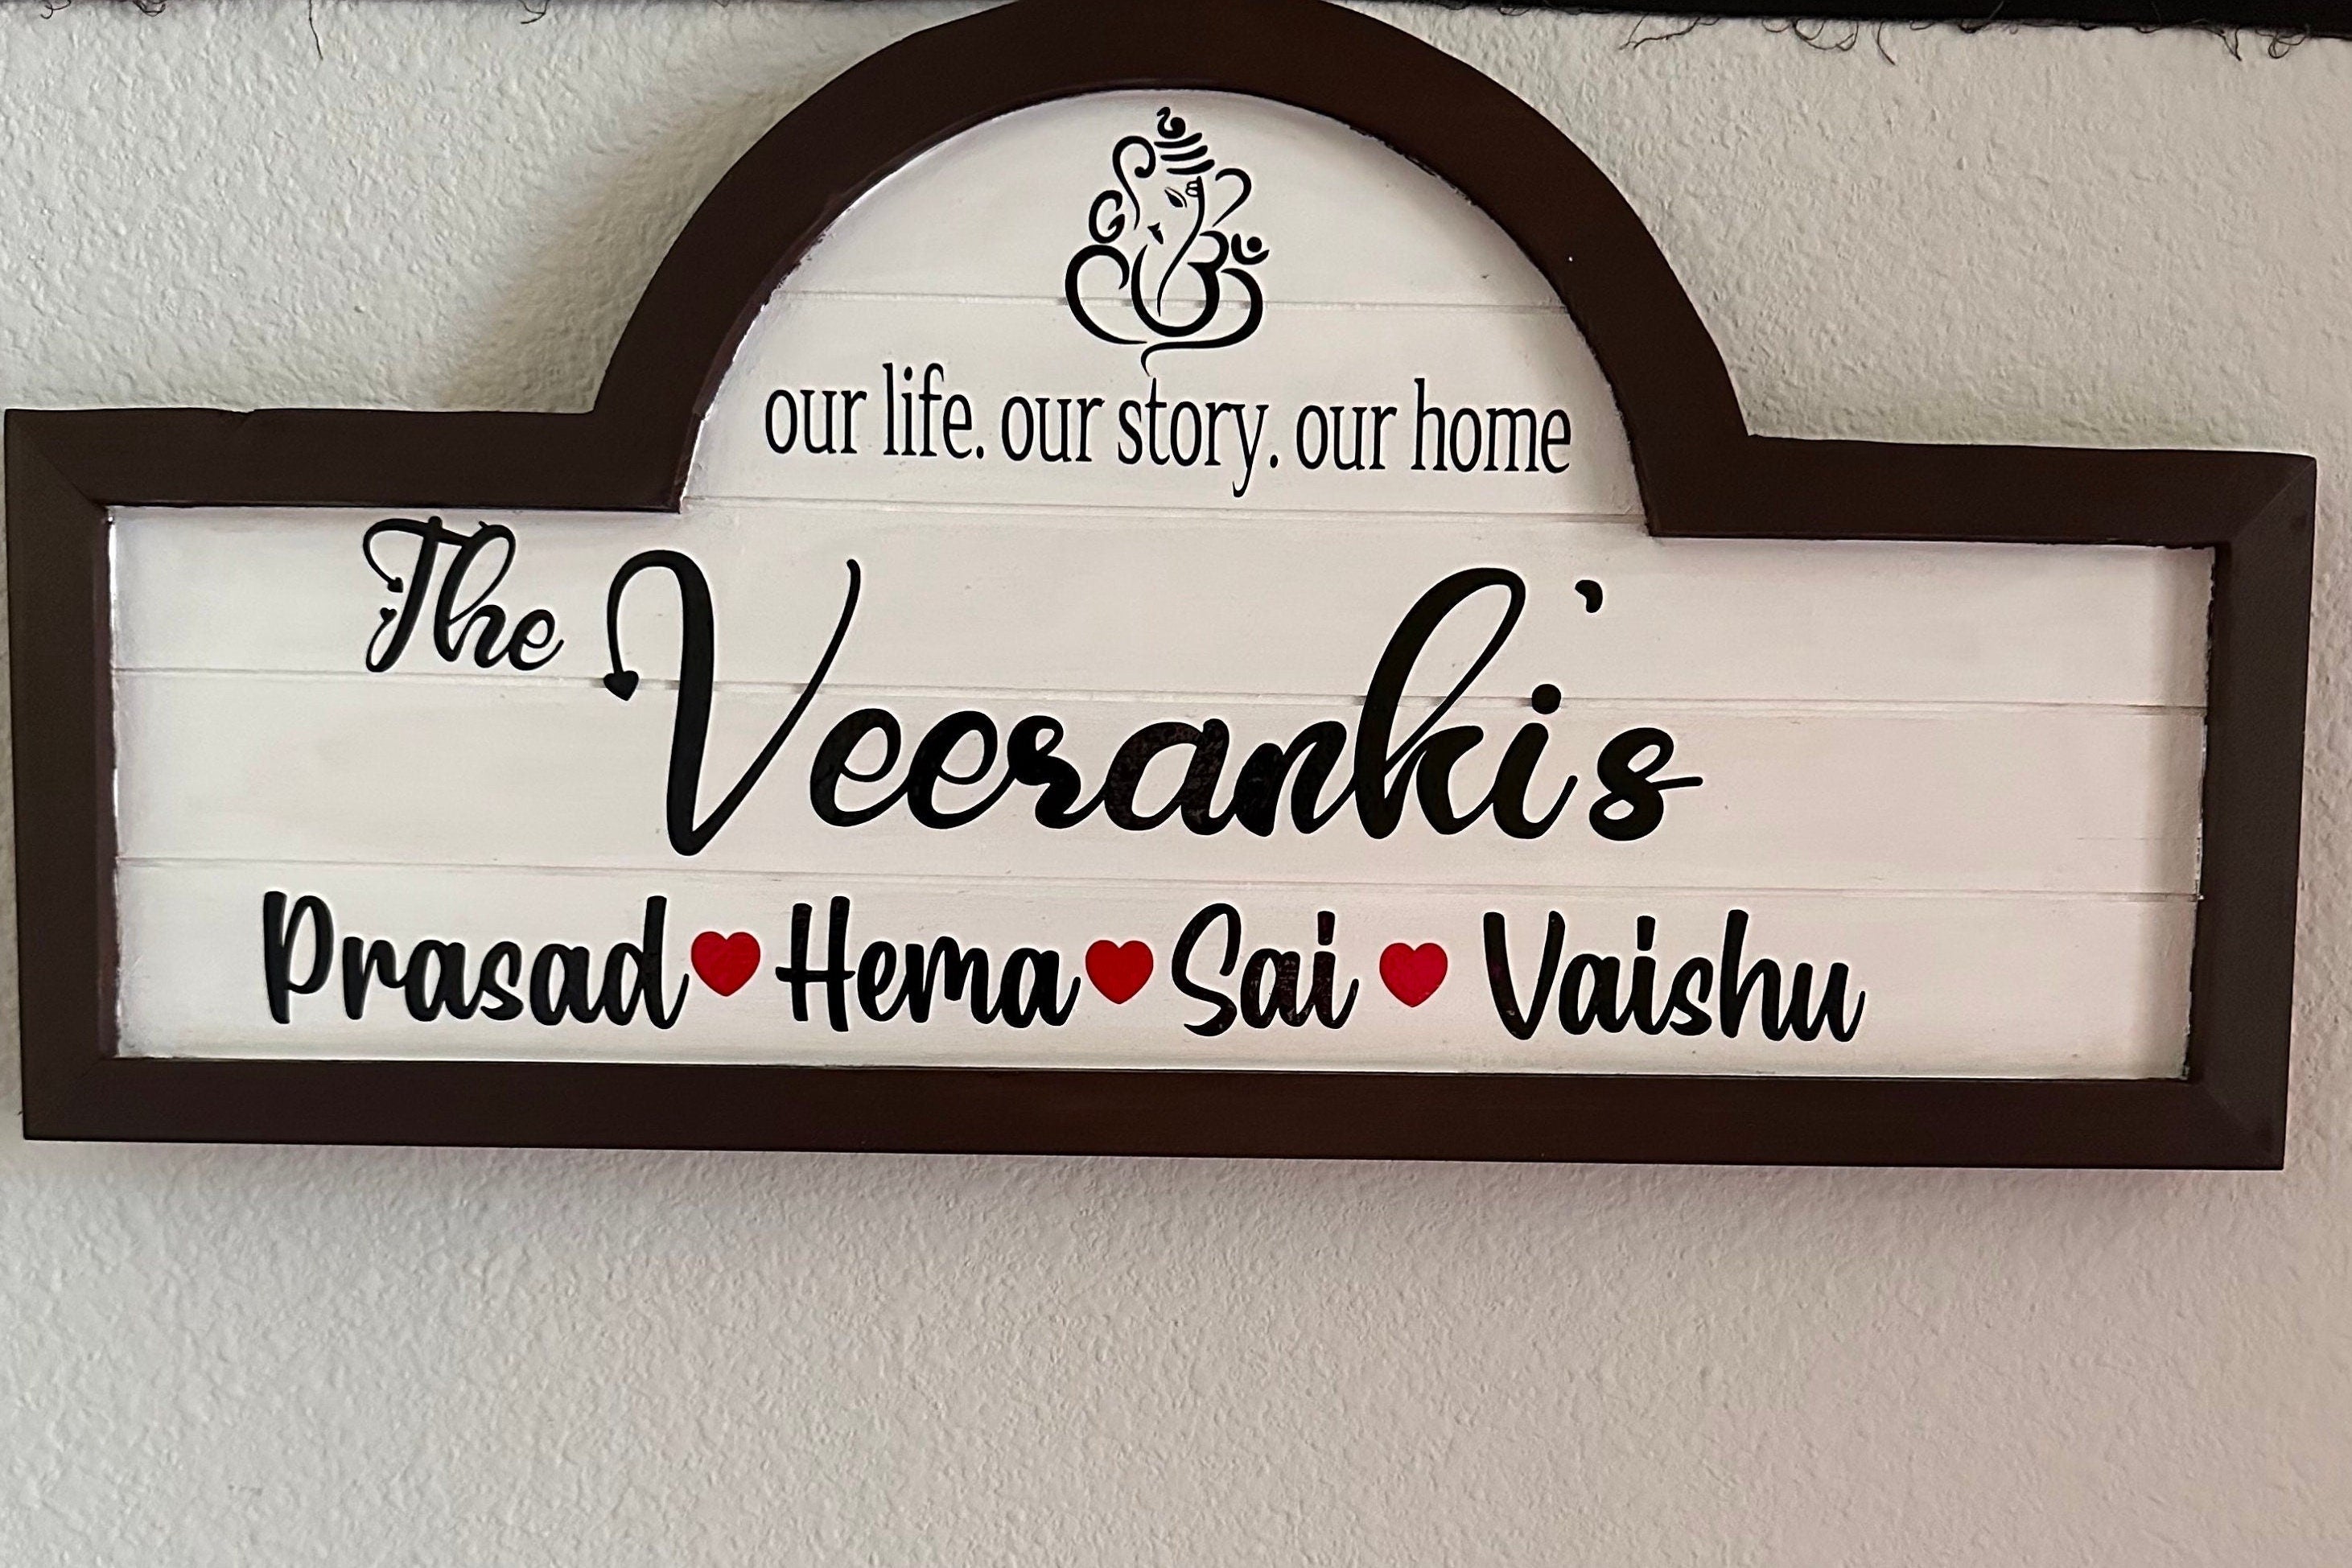 our life. our story. our home
The Veeranki's
Prasad ❤ Hema ❤ Sai ❤ Vaishu